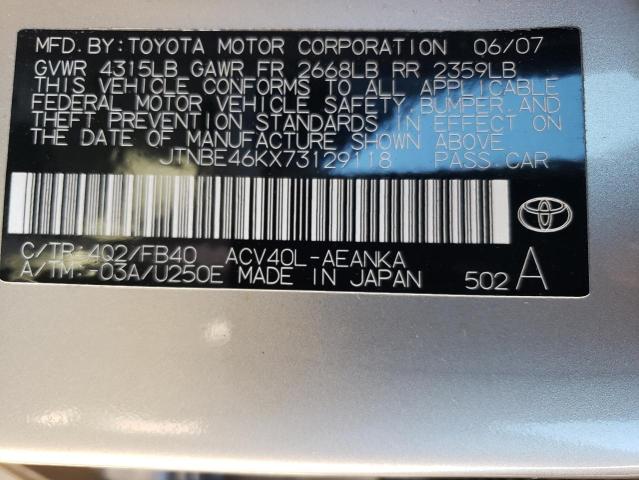 MFD.BY:TOYOTA MOTOR CORPORATION 06/07
GVWR 4315LB GAWR FR 2668LB RR 2359LB
THIS VEHICLE CONFORMS TO ALL APPLICABLE
FEDERAL MOTOR VEHICLE SAFETY, BUMPER,AND
THEFT PREVENTION STANDARDS IN EFFECT ON
THE DATE OF MANUFACTURE SHOWN ABOVE.
JTNBE46KX73129118 PASS.CAR
C/TR:4Q2/FB40 ACV40L-AEANKA
A/TM:-03A/U250E MADE IN JAPAN
502 A